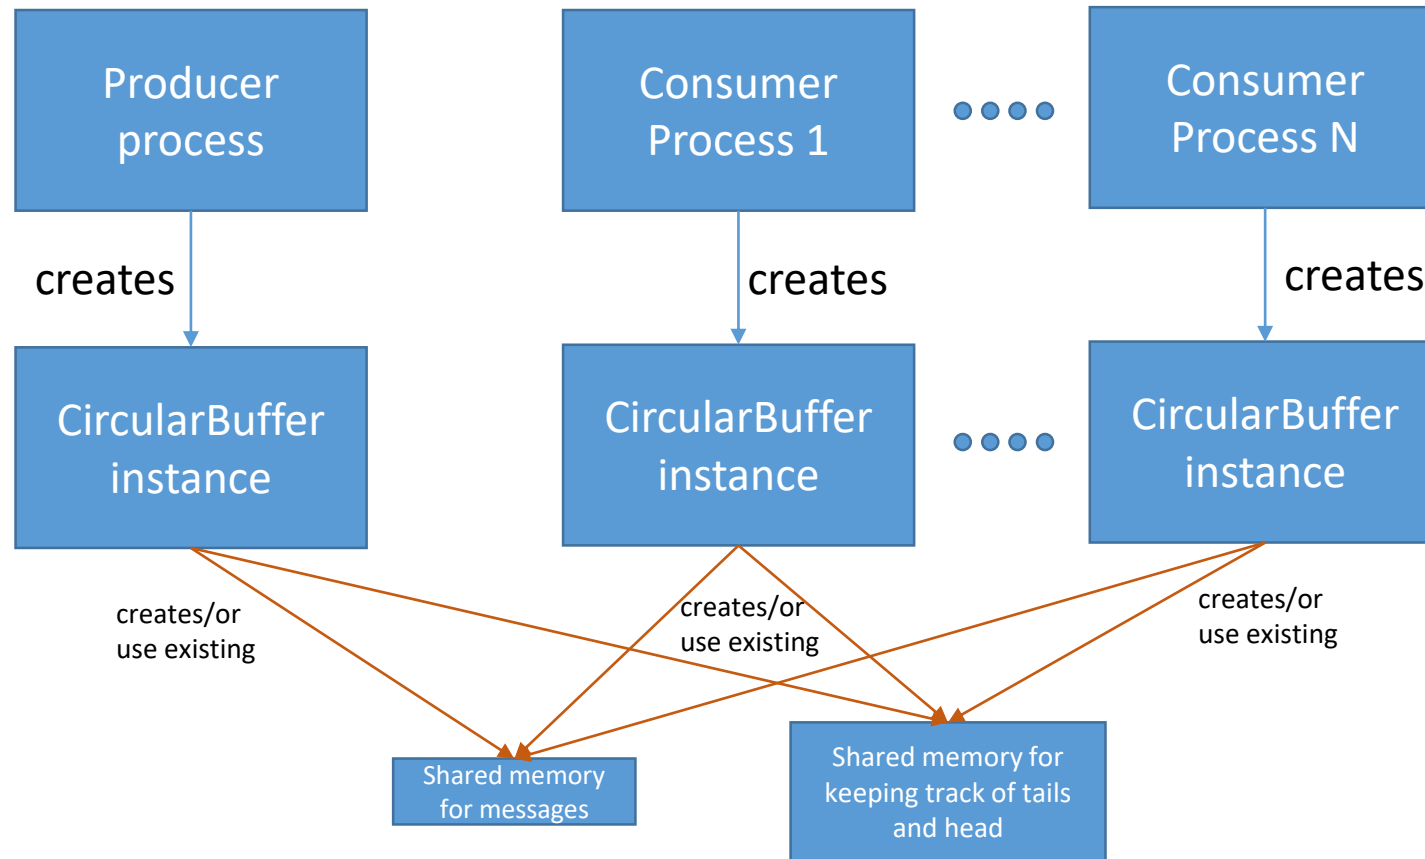 Producer
process
Consumer
Process 1
Consumer
Process N
creates
creates
creates
CircularBuffer
instance
CircularBuffer
instance
CircularBuffer
instance
creates/or
use existing
creates/or
use existing
creates/or
use existing
Shared memory
for messages
Shared memory for
keeping track of tails
and head